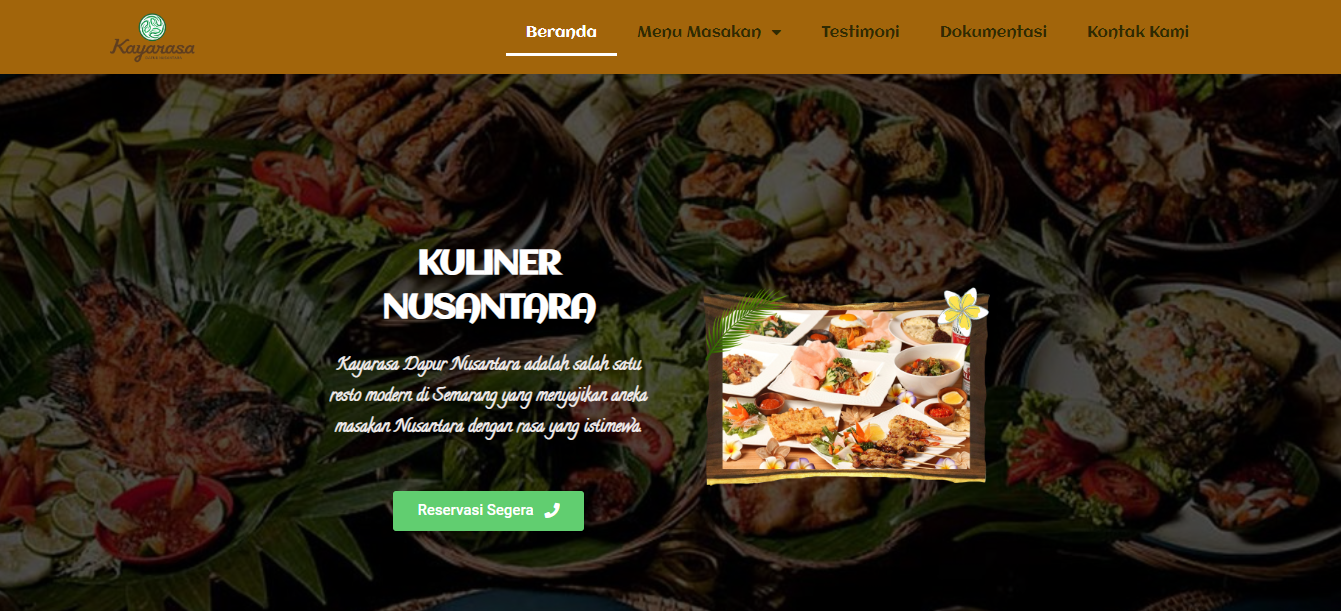 Kayarasa
Beranda
Menu Masakan
Testimoni
Dokumentasi
Kontak Kami
KULINER
NUSANTARA
Kayarasa Dapur Nusantara adalah salah satu
resto modern di Semarang yang menyajikan aneka
masakan Nusantara dengan rasa yang istimewa.
Reservasi Segera